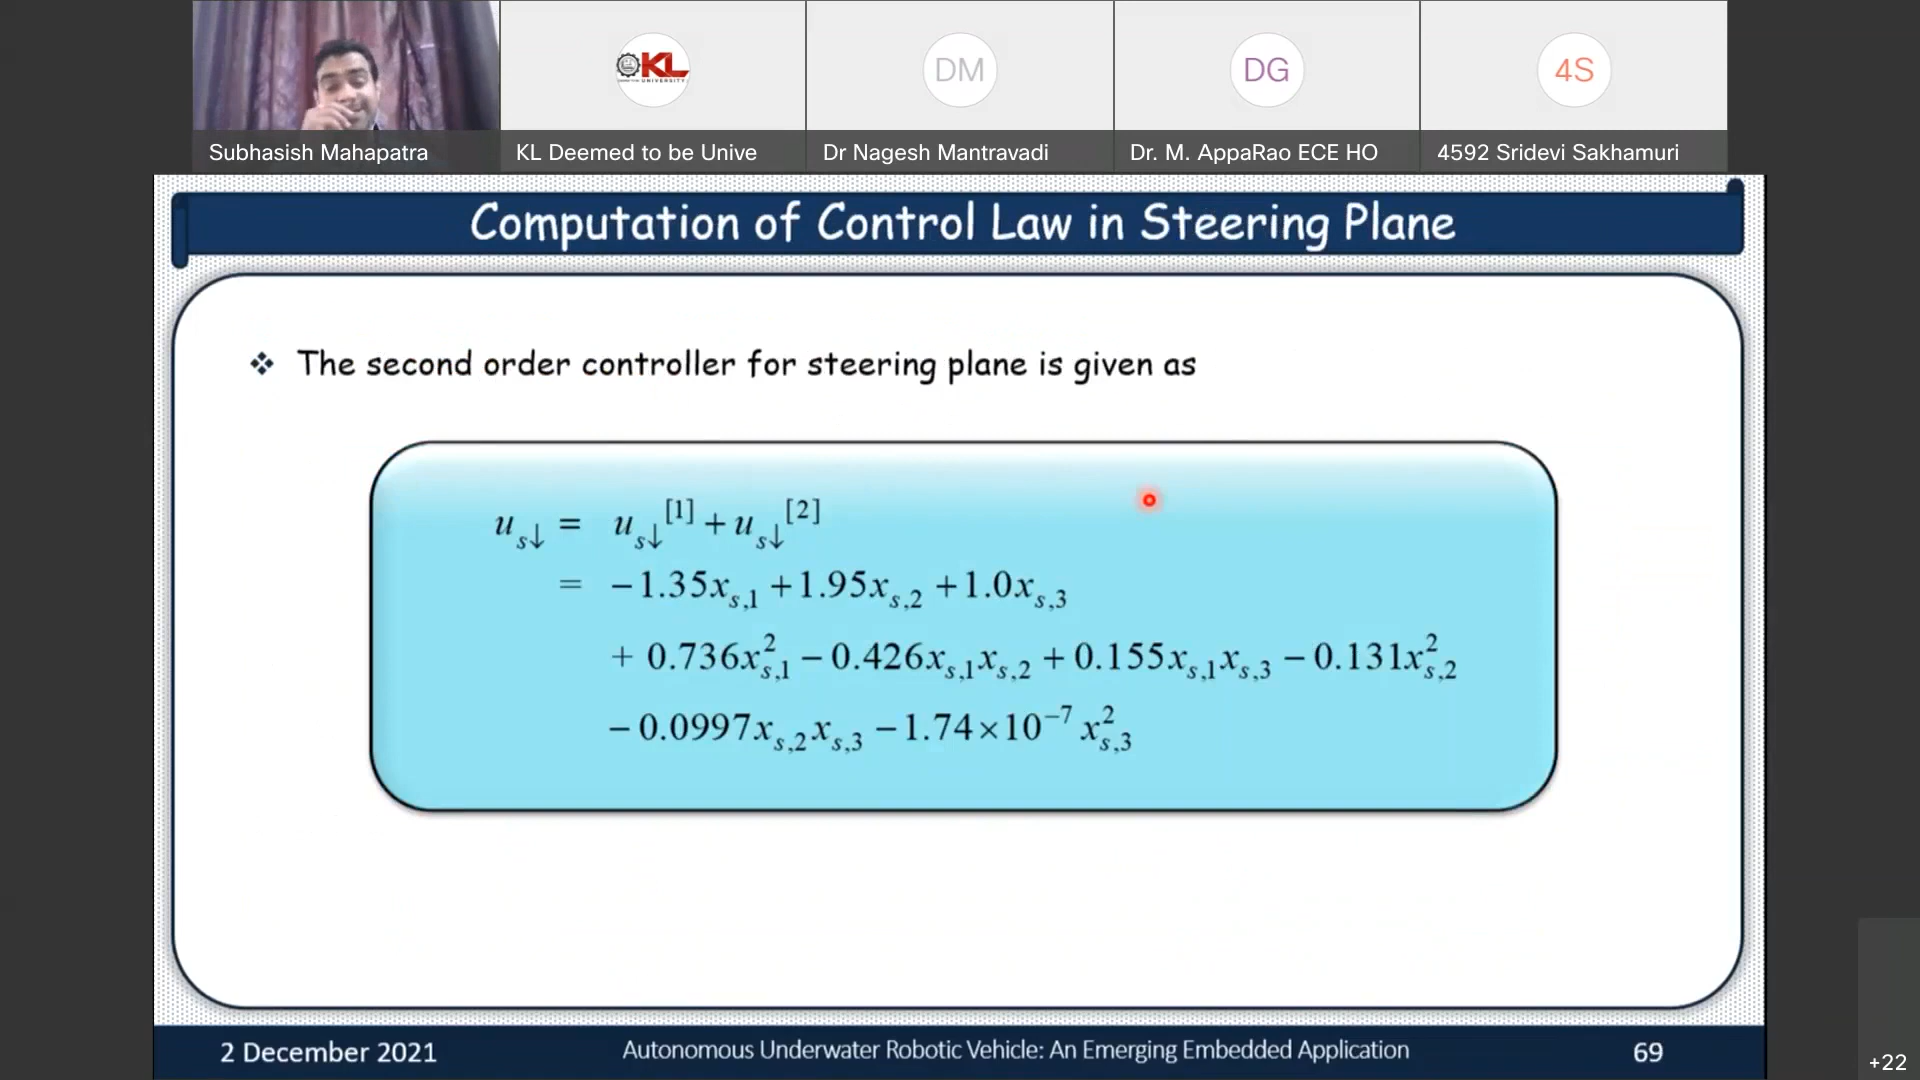 KL
UNIVERSITY
DM
DG
4S
Subhasish Mahapatra
KL Deemed to be Unive
Dr Nagesh Mantravadi
Dr. M. AppaRao ECE HO
4592 Sridevi Sakhamuri
Computation of Control Law in Steering Plane
❖ The second order controller for steering plane is given as
u_{s↓} = u_{s↓}^{[1]} + u_{s↓}^{[2]}
= −1.35x_{s,1} + 1.95x_{s,2} + 1.0x_{s,3}
+ 0.736x_{s,1}^{2} − 0.426x_{s,1}x_{s,2} + 0.155x_{s,1}x_{s,3} − 0.131x_{s,2}^{2}
− 0.0997x_{s,2}x_{s,3} − 1.74×10^{−7} x_{s,3}^{2}
2 December 2021
Autonomous Underwater Robotic Vehicle: An Emerging Embedded Application
69
+22